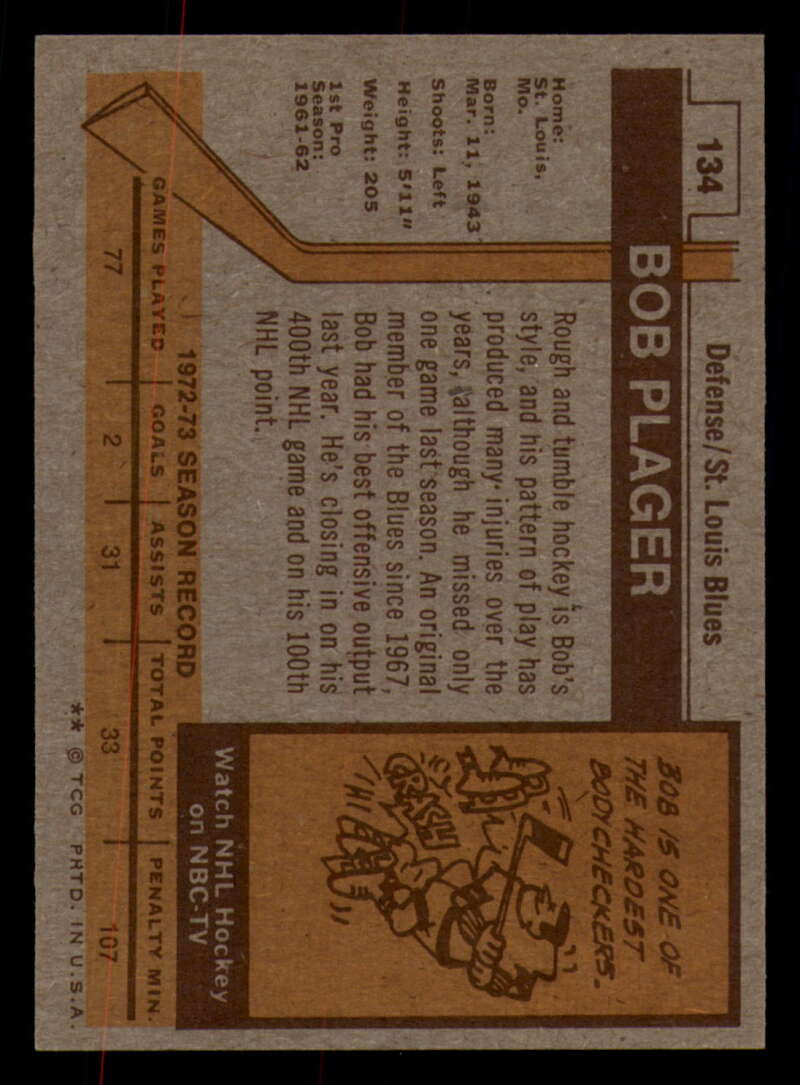 134
Defense/St. Louis Blues
BOB PLAGER
Home:
St. Louis,
Mo.
Born:
Mar. 11, 1943
Shoots: Left
Height: 5'11"
Weight: 205
1st Pro
Season:
1961-62
Rough and tumble hockey is Bob's
style, and his pattern of play has
produced many injuries over the
years, although he missed only
one game last season. An original
member of the Blues since 1967,
Bob had his best offensive output
last year. He's closing in on his
400th NHL game and on his 100th
NHL point.
BOB IS ONE OF
THE HARDEST
BODYCHECKERS.
CRASH
Watch NHL Hockey
on NBC-TV
1972-73 SEASON RECORD
GAMES PLAYED GOALS ASSISTS TOTAL POINTS PENALTY MIN.
77 2 31 33 107
** © TCG PRTD. IN U.S.A.